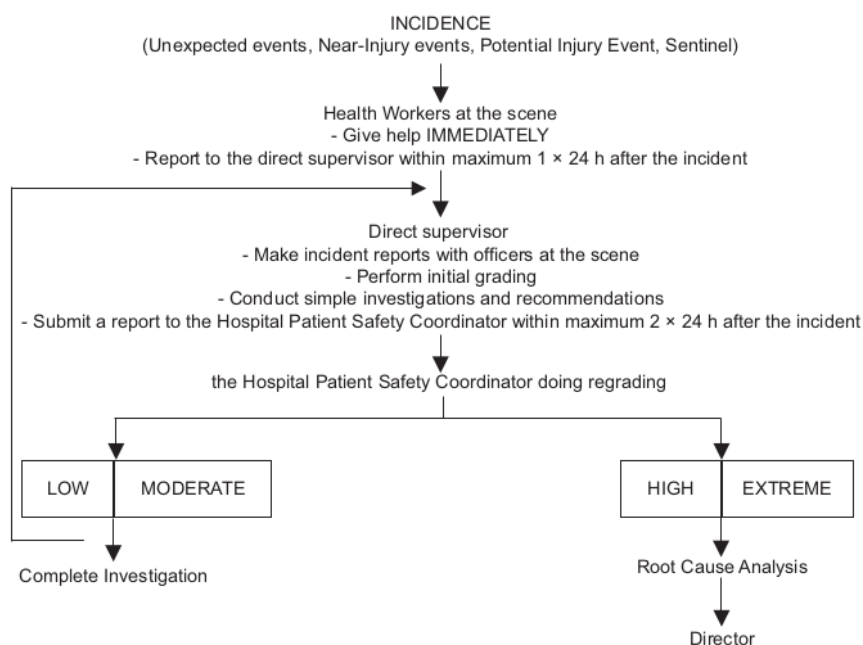 INCIDENCE
(Unexpected events, Near-Injury events, Potential Injury Event, Sentinel)
Health Workers at the scene
- Give help IMMEDIATELY
- Report to the direct supervisor within maximum 1 × 24 h after the incident
Direct supervisor
- Make incident reports with officers at the scene
- Perform initial grading
- Conduct simple investigations and recommendations
- Submit a report to the Hospital Patient Safety Coordinator within maximum 2 × 24 h after the incident
the Hospital Patient Safety Coordinator doing regrading
LOW MODERATE HIGH EXTREME
Complete Investigation Root Cause Analysis
Director